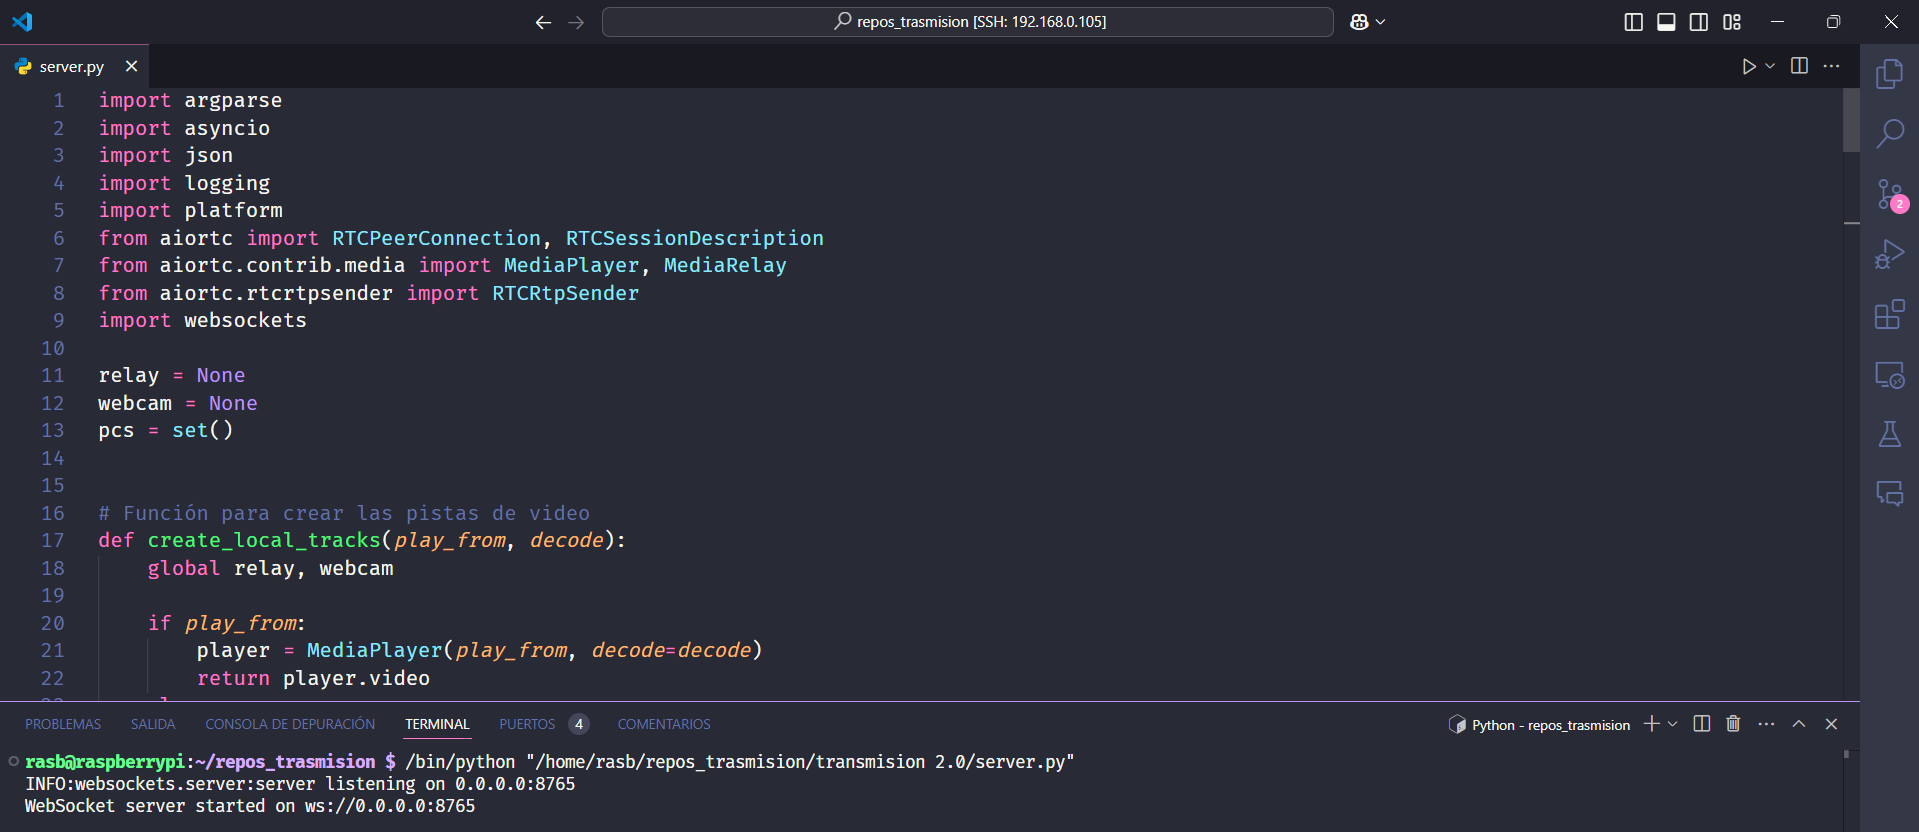 repos_trasmision [SSH: 192.168.0.105]
server.py
1 import argparse
2 import asyncio
3 import json
4 import logging
5 import platform
6 from aiortc import RTCPeerConnection, RTCSessionDescription
7 from aiortc.contrib.media import MediaPlayer, MediaRelay
8 from aiortc.rtcrtpsender import RTCRtpSender
9 import websockets
10
11 relay = None
12 webcam = None
13 pcs = set()
14
15
16 # Función para crear las pistas de video
17 def create_local_tracks(play_from, decode):
18 global relay, webcam
19
20 if play_from:
21 player = MediaPlayer(play_from, decode=decode)
22 return player.video
2
PROBLEMAS SALIDA CONSOLA DE DEPURACIÓN TERMINAL PUERTOS 4 COMENTARIOS
Python - repos_trasmision
rasb@raspberrypi:~/repos_trasmision $ /bin/python "/home/rasb/repos_trasmision/transmision 2.0/server.py"
INFO:websockets.server:server listening on 0.0.0.0:8765
WebSocket server started on ws://0.0.0.0:8765